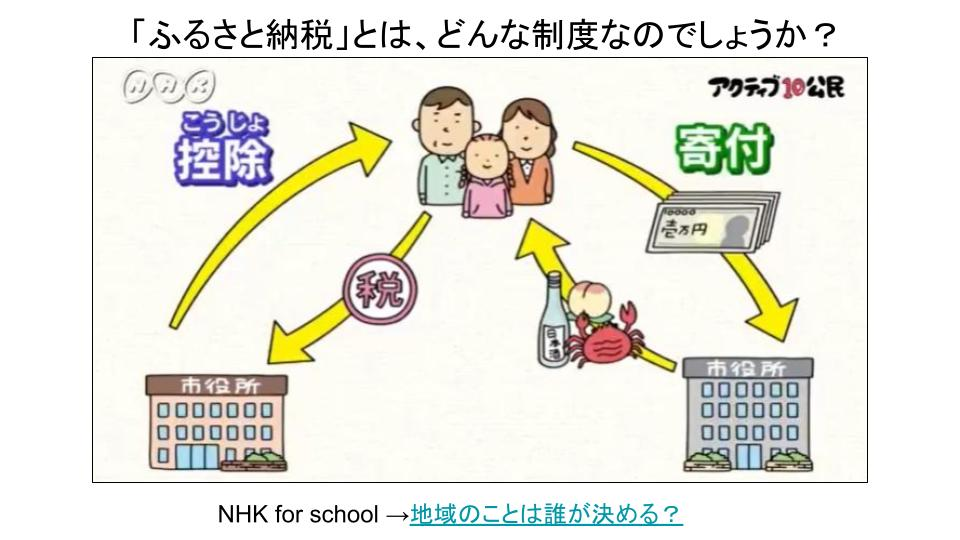 「ふるさと納税」とは、どんな制度なのでしょうか？
NHK
アクティブ10公民
こうじょ
控除
寄付
10000
壱万円
税
日本酒
市役所
市役所
NHK for school →地域のことは誰が決める？